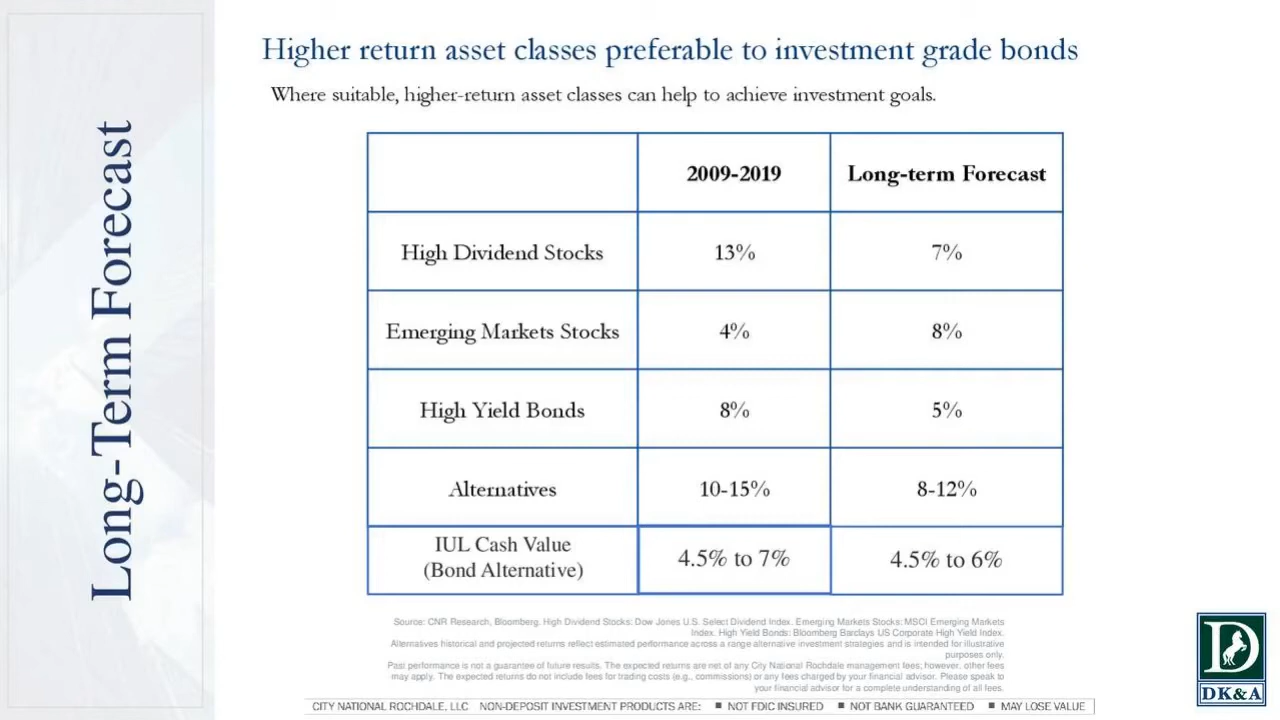 Higher return asset classes preferable to investment grade bonds
Where suitable, higher-return asset classes can help to achieve investment goals.
Long-Term Forecast
2009-2019 Long-term Forecast
High Dividend Stocks 13% 7%
Emerging Markets Stocks 4% 8%
High Yield Bonds 8% 5%
Alternatives 10-15% 8-12%
IUL Cash Value
(Bond Alternative) 4.5% to 7% 4.5% to 6%
Source: CNR Research, Bloomberg. High Dividend Stocks: Dow Jones U.S. Select Dividend Index. Emerging Markets Stocks: MSCI Emerging Markets
Index. High Yield Bonds: Bloomberg Barclays US Corporate High Yield Index.
Alternatives historical and projected returns reflect estimated performance across a range alternative investment strategies and is intended for illustrative
purposes only.
Past performance is not a guarantee of future results. The expected returns are net of any City National Rochdale management fees; however, other fees
may apply. The expected returns do not include fees for trading costs (e.g., commissions) or any fees charged by your financial advisor. Please speak to
your financial advisor for a complete understanding of all fees.
CITY NATIONAL ROCHDALE, LLC NON-DEPOSIT INVESTMENT PRODUCTS ARE: ■ NOT FDIC INSURED ■ NOT BANK GUARANTEED ■ MAY LOSE VALUE
D
DK&A